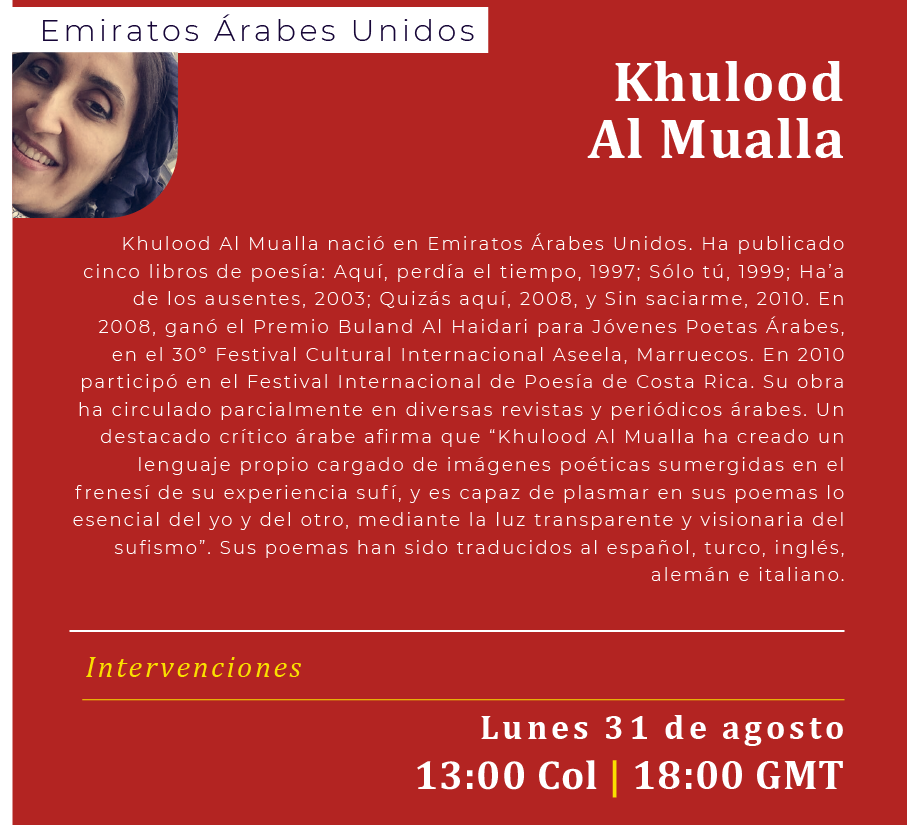 Emiratos Árabes Unidos
Khulood
Al Mualla
Khulood Al Mualla nació en Emiratos Árabes Unidos. Ha publicado
cinco libros de poesía: Aquí, perdía el tiempo, 1997; Sólo tú, 1999; Ha’a
de los ausentes, 2003; Quizás aquí, 2008, y Sin saciarme, 2010. En
2008, ganó el Premio Buland Al Haidari para Jóvenes Poetas Árabes,
en el 30º Festival Cultural Internacional Aseela, Marruecos. En 2010
participó en el Festival Internacional de Poesía de Costa Rica. Su obra
ha circulado parcialmente en diversas revistas y periódicos árabes. Un
destacado crítico árabe afirma que “Khulood Al Mualla ha creado un
lenguaje propio cargado de imágenes poéticas sumergidas en el
frenesí de su experiencia sufí, y es capaz de plasmar en sus poemas lo
esencial del yo y del otro, mediante la luz transparente y visionaria del
sufismo”. Sus poemas han sido traducidos al español, turco, inglés,
alemán e italiano.
Intervenciones
Lunes 31 de agosto
13:00 Col | 18:00 GMT